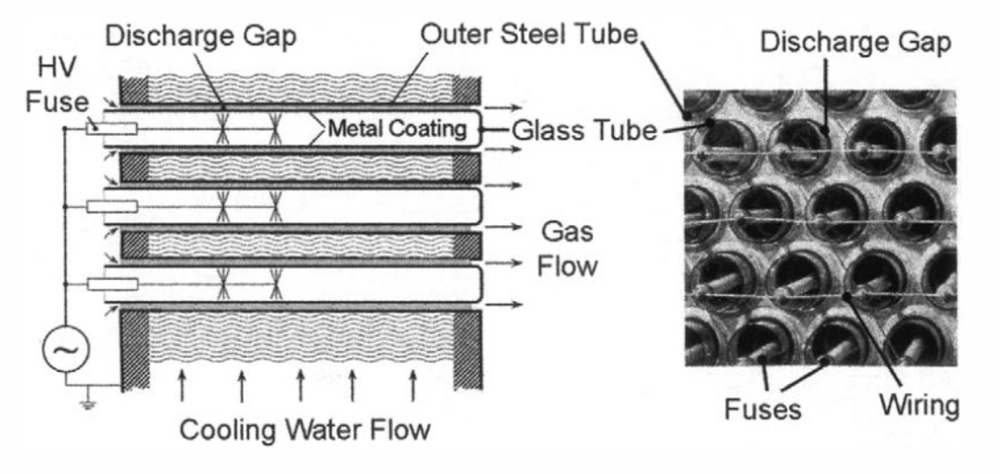 Discharge Gap
Outer Steel Tube
Discharge Gap
HV
Fuse
Metal Coating
Glass Tube
Gas
Flow
~
Fuses
Wiring
Cooling Water Flow